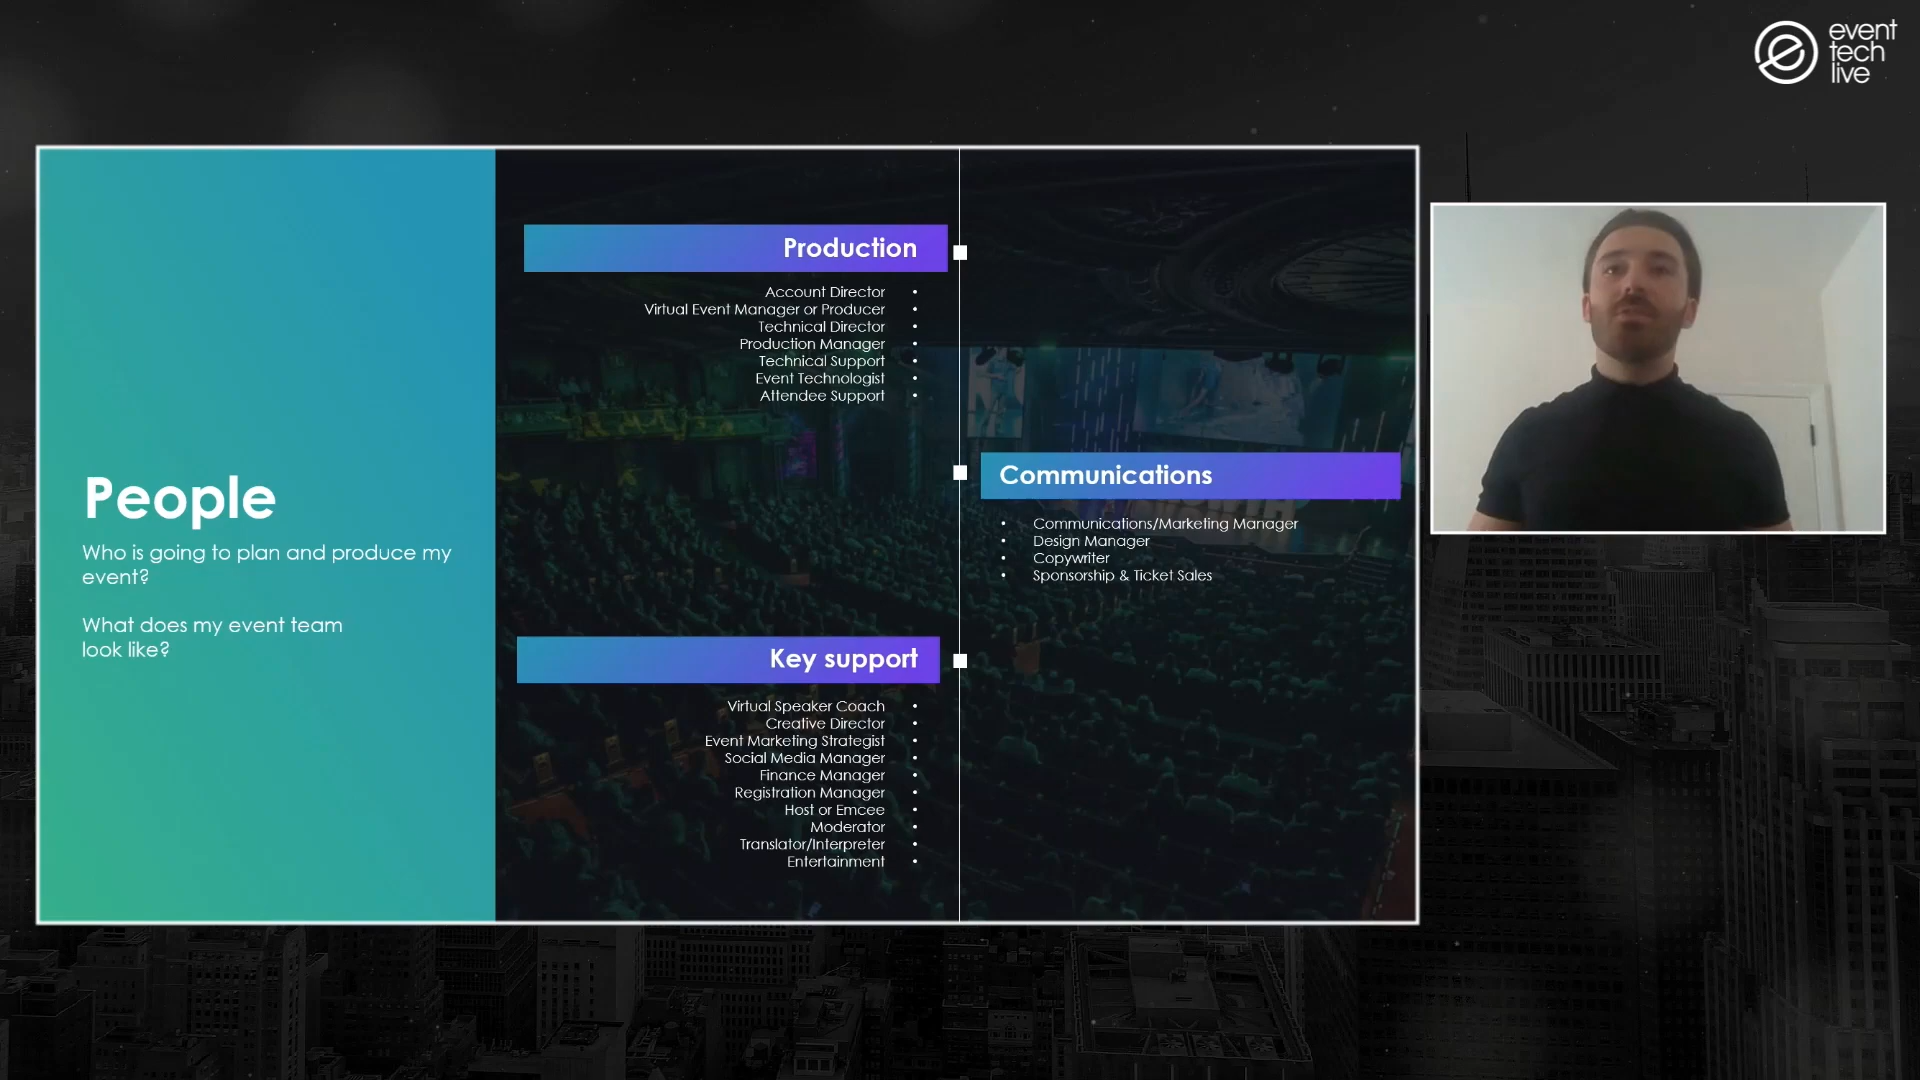 event
tech
live
People
Who is going to plan and produce my
event?
What does my event team
look like?
Production
Account Director
Virtual Event Manager or Producer
Technical Director
Production Manager
Technical Support
Event Technologist
Attendee Support
Communications
Communications/Marketing Manager
Design Manager
Copywriter
Sponsorship & Ticket Sales
Key support
Virtual Speaker Coach
Creative Director
Event Marketing Strategist
Social Media Manager
Finance Manager
Registration Manager
Host or Emcee
Moderator
Translator/Interpreter
Entertainment